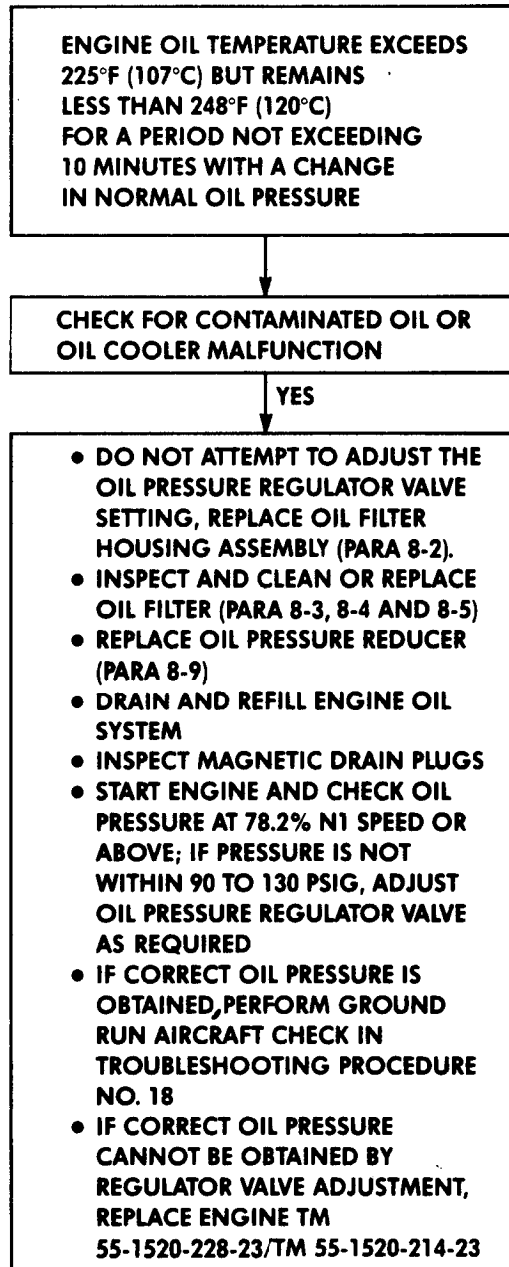 ENGINE OIL TEMPERATURE EXCEEDS
225°F (107°C) BUT REMAINS
LESS THAN 248°F (120°C)
FOR A PERIOD NOT EXCEEDING
10 MINUTES WITH A CHANGE
IN NORMAL OIL PRESSURE
CHECK FOR CONTAMINATED OIL OR
OIL COOLER MALFUNCTION
YES
• DO NOT ATTEMPT TO ADJUST THE
OIL PRESSURE REGULATOR VALVE
SETTING, REPLACE OIL FILTER
HOUSING ASSEMBLY (PARA 8-2).
• INSPECT AND CLEAN OR REPLACE
OIL FILTER (PARA 8-3, 8-4 AND 8-5)
• REPLACE OIL PRESSURE REDUCER
(PARA 8-9)
• DRAIN AND REFILL ENGINE OIL
SYSTEM
• INSPECT MAGNETIC DRAIN PLUGS
• START ENGINE AND CHECK OIL
PRESSURE AT 78.2% N1 SPEED OR
ABOVE; IF PRESSURE IS NOT
WITHIN 90 TO 130 PSIG, ADJUST
OIL PRESSURE REGULATOR VALVE
AS REQUIRED
• IF CORRECT OIL PRESSURE IS
OBTAINED, PERFORM GROUND
RUN AIRCRAFT CHECK IN
TROUBLESHOOTING PROCEDURE
NO. 18
• IF CORRECT OIL PRESSURE
CANNOT BE OBTAINED BY
REGULATOR VALVE ADJUSTMENT,
REPLACE ENGINE TM
55-1520-228-23/TM 55-1520-214-23